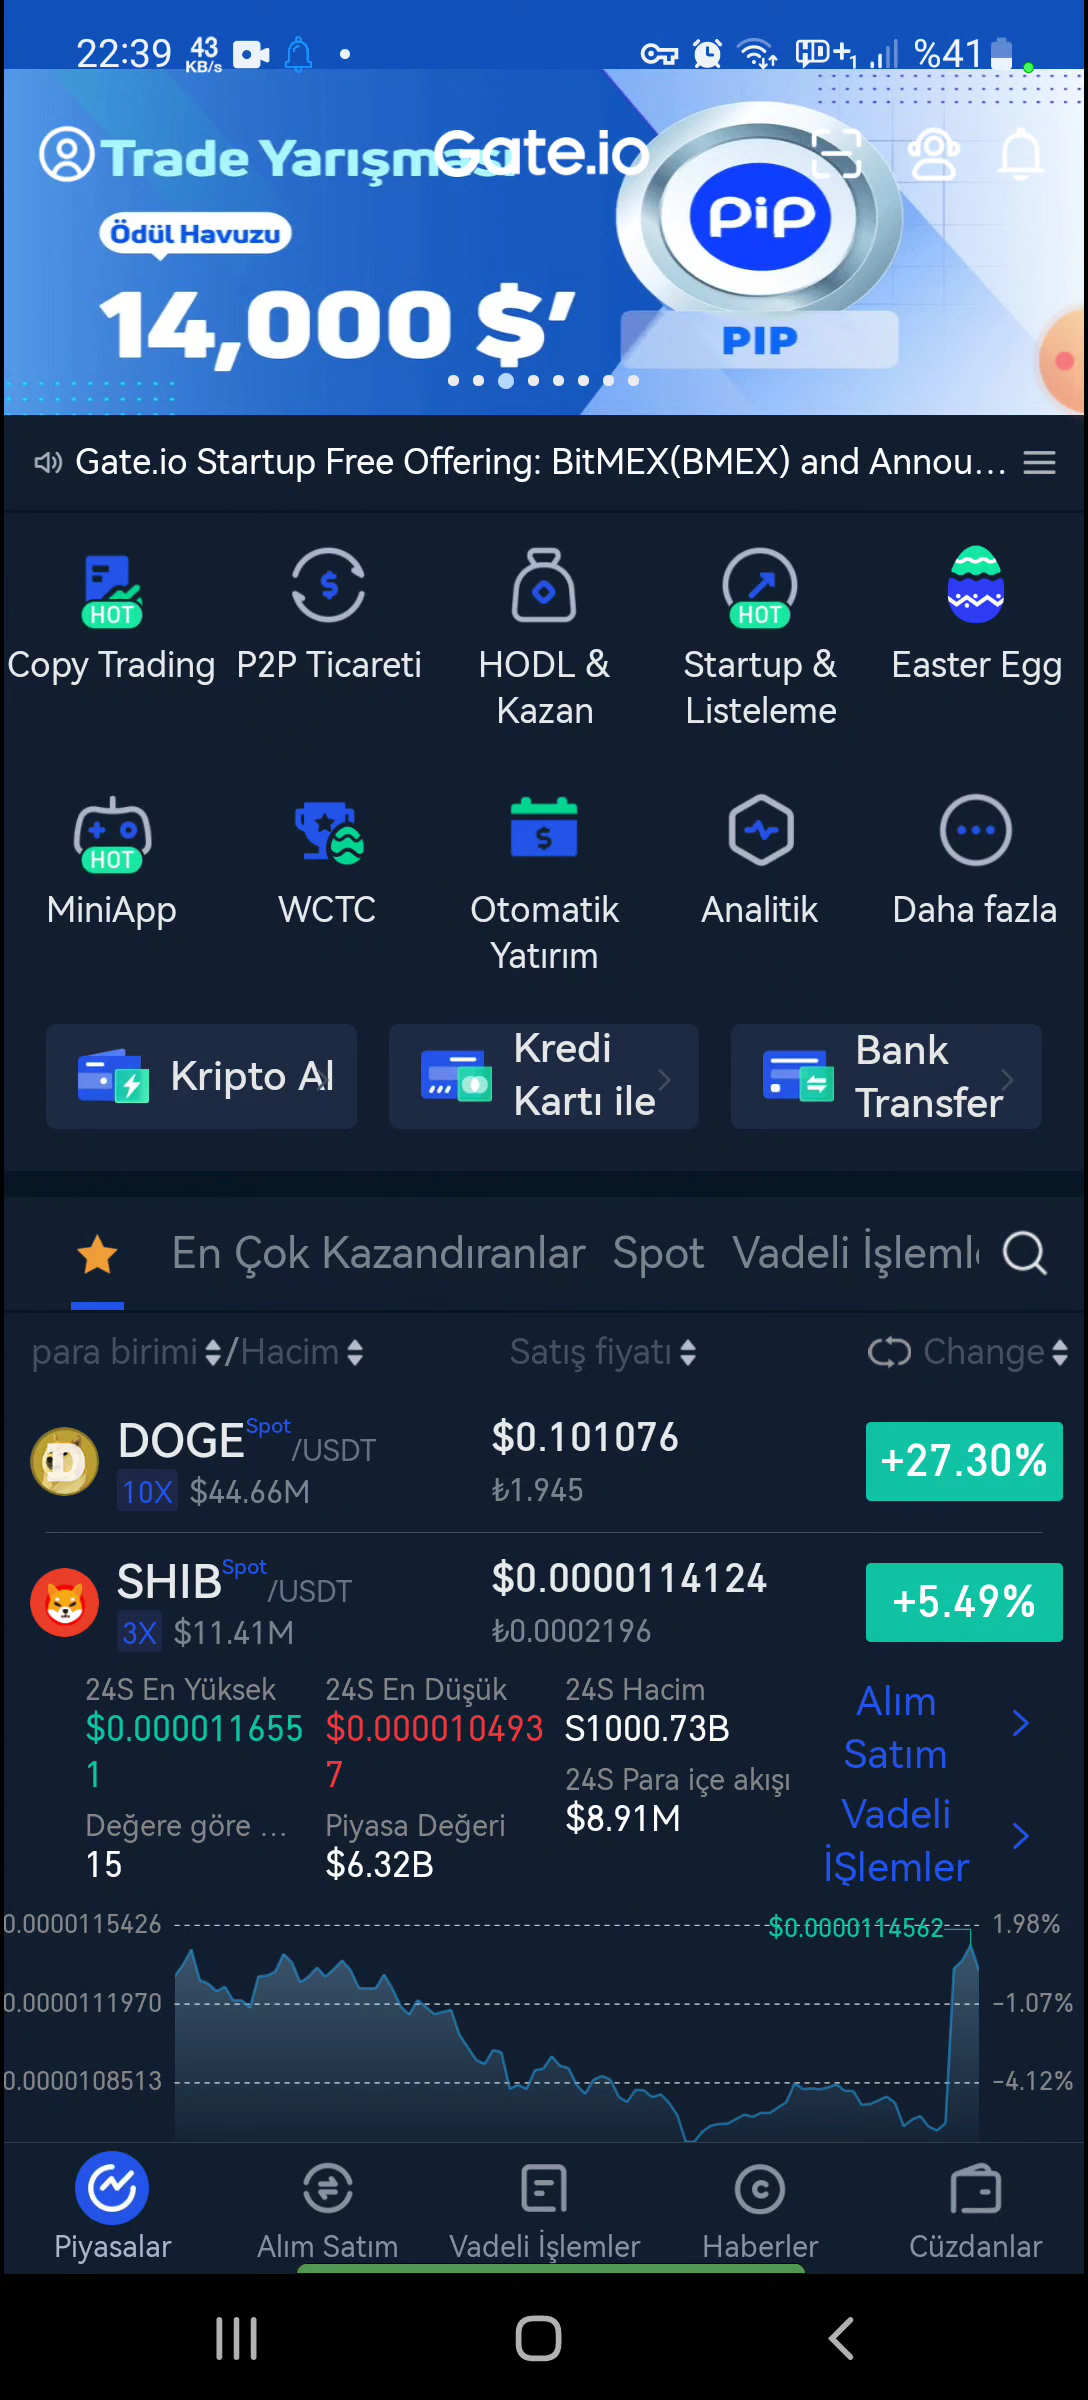 22:39 43 KB/s HD+ 1 %41
Trade Yarışması Gate.io
Ödül Havuzu
14,000 $'
pip
PIP
Gate.io Startup Free Offering: BitMEX(BMEX) and Annou...
HOT HOT
Copy Trading P2P Ticareti HODL & Startup & Easter Egg
Kazan Listeleme
HOT
MiniApp WCTC Otomatik Analitik Daha fazla
Yatırım
Kripto Al Kredi Bank
Kartı ile Transfer
En Çok Kazandıranlar Spot Vadeli İşleml
para birimi/Hacim Satış fiyatı Change
DOGE Spot /USDT $0.101076 +27.30%
10X $44.66M ₺1.945
SHIB Spot /USDT $0.0000114124 +5.49%
3X $11.41M ₺0.0002196
24S En Yüksek 24S En Düşük 24S Hacim Alım
$0.000011655 $0.000010493 S1000.73B Satım
1 7 24S Para içe akışı
Değere göre ... Piyasa Değeri $8.91M Vadeli
15 $6.32B İŞlemler
0.0000115426 $0.0000114562 1.98%
0.0000111970 -1.07%
0.0000108513 -4.12%
Piyasalar Alım Satım Vadeli İşlemler Haberler Cüzdanlar